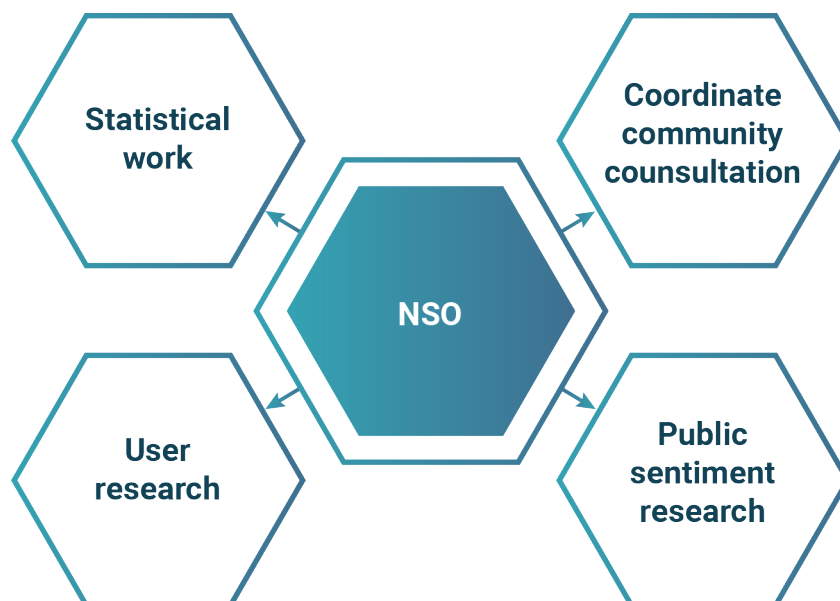 Statistical
work
Coordinate
community
counsultation
NSO
User
research
Public
sentiment
research